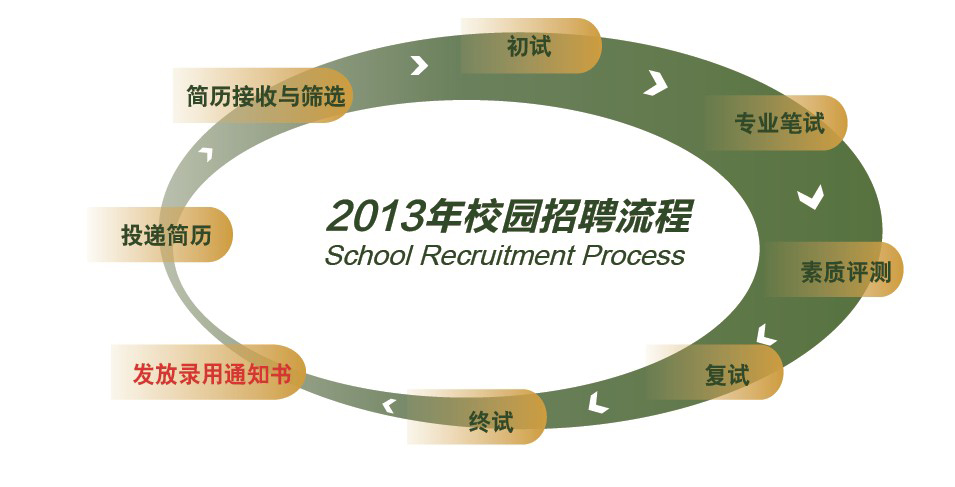 初试
简历接收与筛选
专业笔试
2013年校园招聘流程
School Recruitment Process
投递简历
素质评测
发放录用通知书
复试
终试